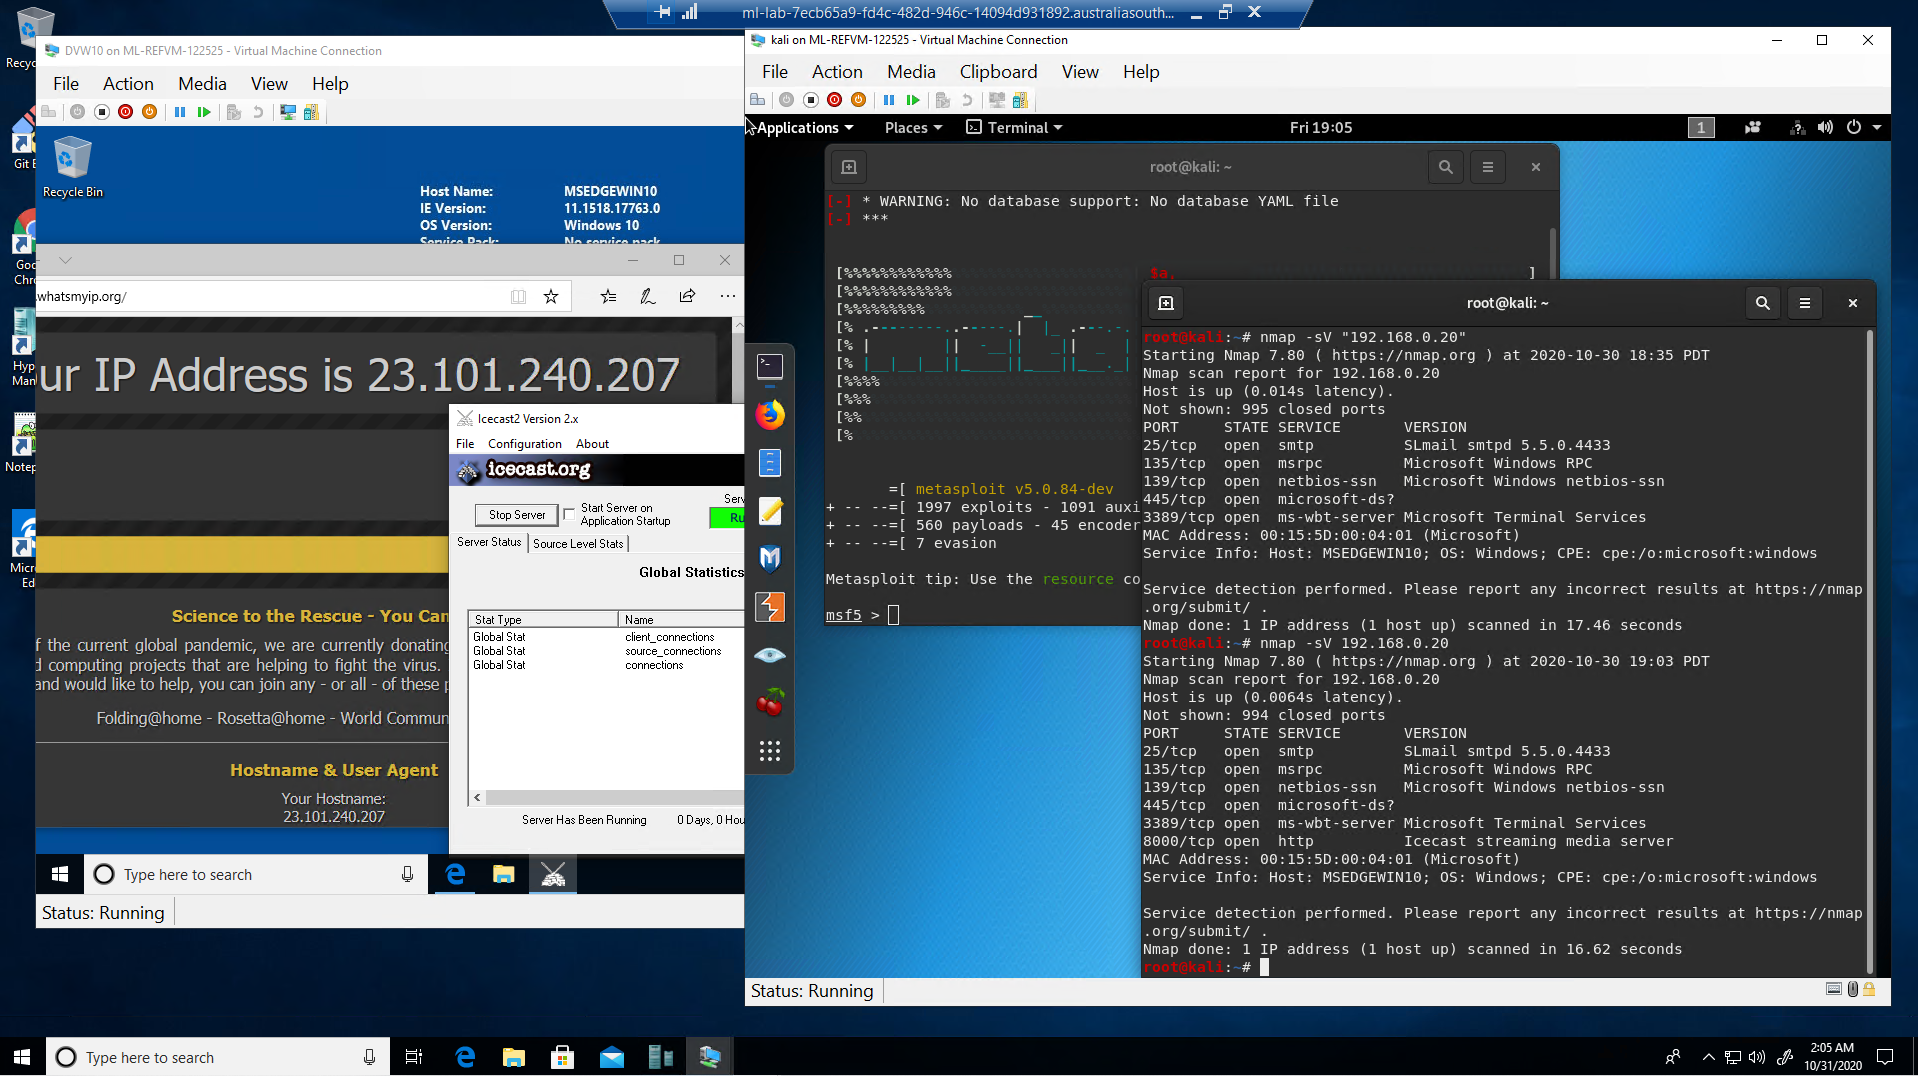 ml-lab-7ecb65a9-fd4c-482d-946c-14094d931892.australiasouth...
DVW10 on ML-REFVM-122525 - Virtual Machine Connection
File Action Media View Help
Recycle Bin
Host Name: MSEDGEWIN10
IE Version: 11.1518.17763.0
OS Version: Windows 10
Service Pack: No service pack
.whatsmyip.org/
ur IP Address is 23.101.240.207
Science to the Rescue - You Can
f the current global pandemic, we are currently donating
d computing projects that are helping to fight the virus.
and would like to help, you can join any - or all - of these p
Folding@home - Rosetta@home - World Commun
Hostname & User Agent
Your Hostname:
23.101.240.207
Icecast2 Version 2.x
File Configuration About
icecast.org
Stop Server
Start Server on
Application Startup
Serv
Ru
Server Status Source Level Stats
Global Statistics
Stat Type Name
Global Stat client_connections
Global Stat source_connections
Global Stat connections
Server Has Been Running 0 Days, 0 Hou
Type here to search
Status: Running
kali on ML-REFVM-122525 - Virtual Machine Connection
File Action Media Clipboard View Help
Applications Places Terminal Fri 19:05 1
root@kali: ~
[-] * WARNING: No database support: No database YAML file
[-] ***
[%%%%%%%%%%%% $a, ]
[%%%%%%%%%%%%
[%%%%%%%%%
[%
[%
[%
[%%%%
[%%%
[%%
[%
=[ metasploit v5.0.84-dev
+ -- --=[ 1997 exploits - 1091 auxi
+ -- --=[ 560 payloads - 45 encoder
+ -- --=[ 7 evasion
Metasploit tip: Use the resource co
msf5 >
root@kali: ~
root@kali:~# nmap -sV "192.168.0.20"
Starting Nmap 7.80 ( https://nmap.org ) at 2020-10-30 18:35 PDT
Nmap scan report for 192.168.0.20
Host is up (0.014s latency).
Not shown: 995 closed ports
PORT STATE SERVICE VERSION
25/tcp open smtp SLmail smtpd 5.5.0.4433
135/tcp open msrpc Microsoft Windows RPC
139/tcp open netbios-ssn Microsoft Windows netbios-ssn
445/tcp open microsoft-ds?
3389/tcp open ms-wbt-server Microsoft Terminal Services
MAC Address: 00:15:5D:00:04:01 (Microsoft)
Service Info: Host: MSEDGEWIN10; OS: Windows; CPE: cpe:/o:microsoft:windows
Service detection performed. Please report any incorrect results at https://nmap
.org/submit/ .
Nmap done: 1 IP address (1 host up) scanned in 17.46 seconds
root@kali:~# nmap -sV 192.168.0.20
Starting Nmap 7.80 ( https://nmap.org ) at 2020-10-30 19:03 PDT
Nmap scan report for 192.168.0.20
Host is up (0.0064s latency).
Not shown: 994 closed ports
PORT STATE SERVICE VERSION
25/tcp open smtp SLmail smtpd 5.5.0.4433
135/tcp open msrpc Microsoft Windows RPC
139/tcp open netbios-ssn Microsoft Windows netbios-ssn
445/tcp open microsoft-ds?
3389/tcp open ms-wbt-server Microsoft Terminal Services
8000/tcp open http Icecast streaming media server
MAC Address: 00:15:5D:00:04:01 (Microsoft)
Service Info: Host: MSEDGEWIN10; OS: Windows; CPE: cpe:/o:microsoft:windows
Service detection performed. Please report any incorrect results at https://nmap
.org/submit/ .
Nmap done: 1 IP address (1 host up) scanned in 16.62 seconds
root@kali:~#
Status: Running
Recyc
Git B
Goo
Chro
Hyp
Man
Notep
Micro
Ed
Type here to search
2:05 AM
10/31/2020